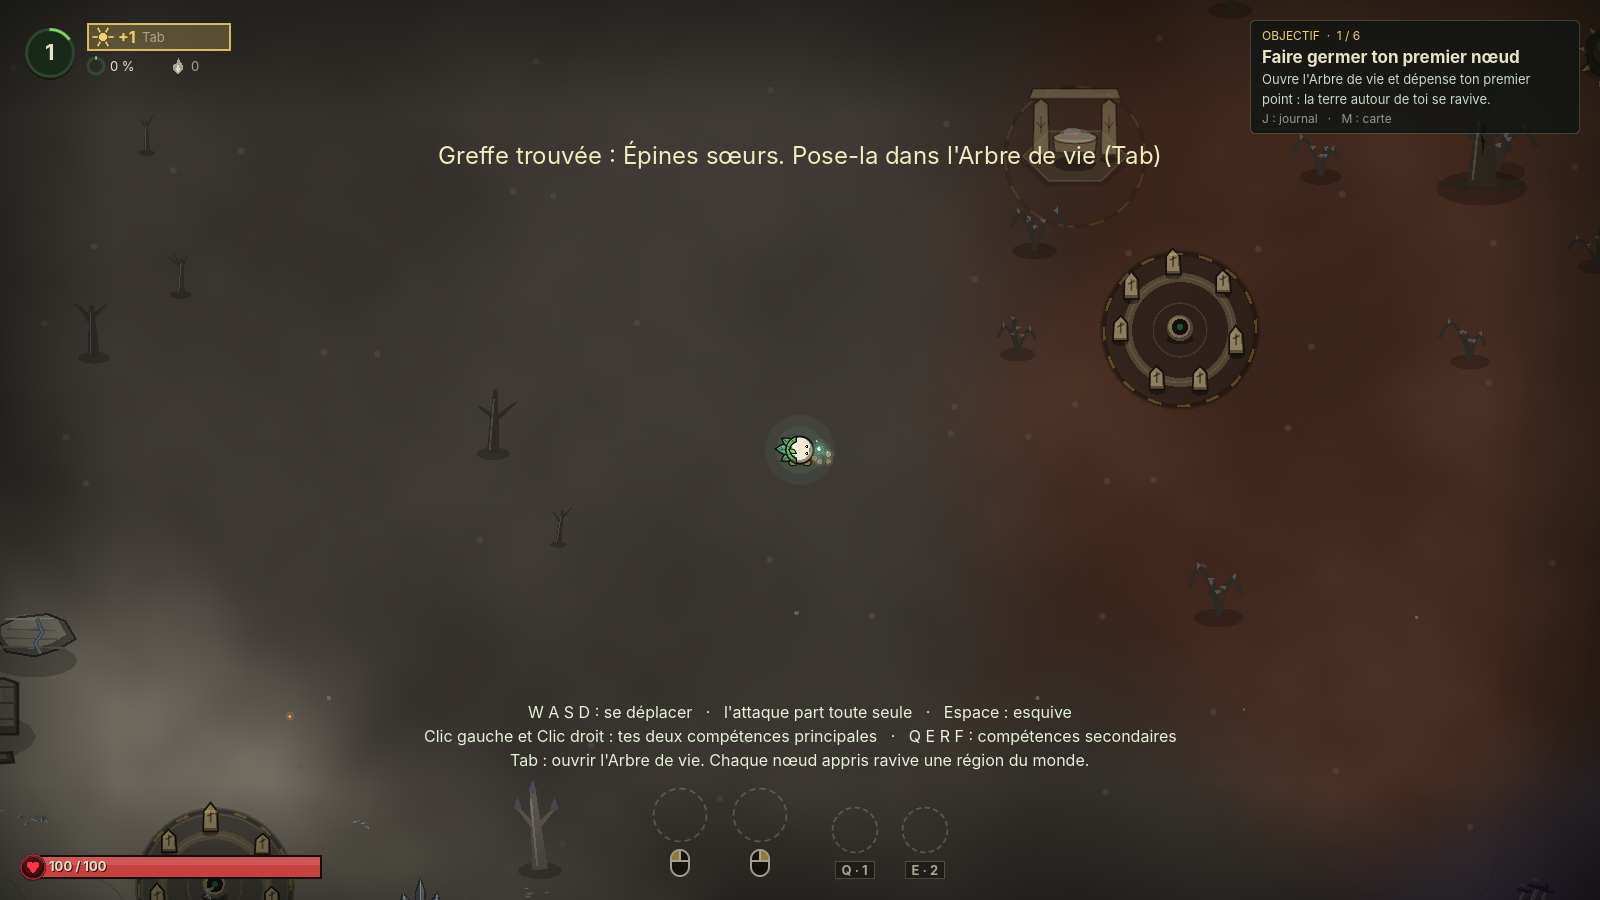 1
+1 Tab
0 %
0
OBJECTIF · 1 / 6
Faire germer ton premier nœud
Ouvre l'Arbre de vie et dépense ton premier
point : la terre autour de toi se ravive.
J : journal · M : carte
Greffe trouvée : Épines sœurs. Pose-la dans l'Arbre de vie (Tab)
W A S D : se déplacer · l'attaque part toute seule · Espace : esquive
Clic gauche et Clic droit : tes deux compétences principales · Q E R F : compétences secondaires
Tab : ouvrir l'Arbre de vie. Chaque nœud appris ravive une région du monde.
100 / 100
Q · 1
E · 2